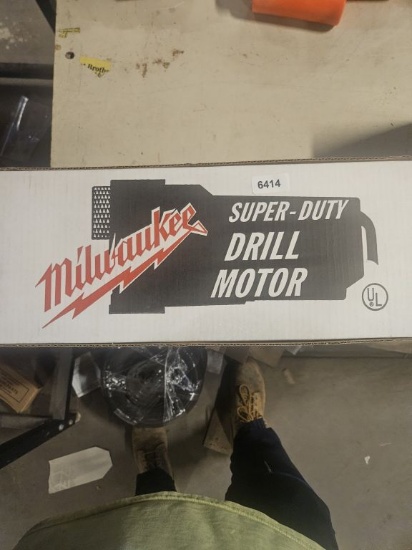 6414
Milwaukee
SUPER-DUTY
DRILL
MOTOR
UL